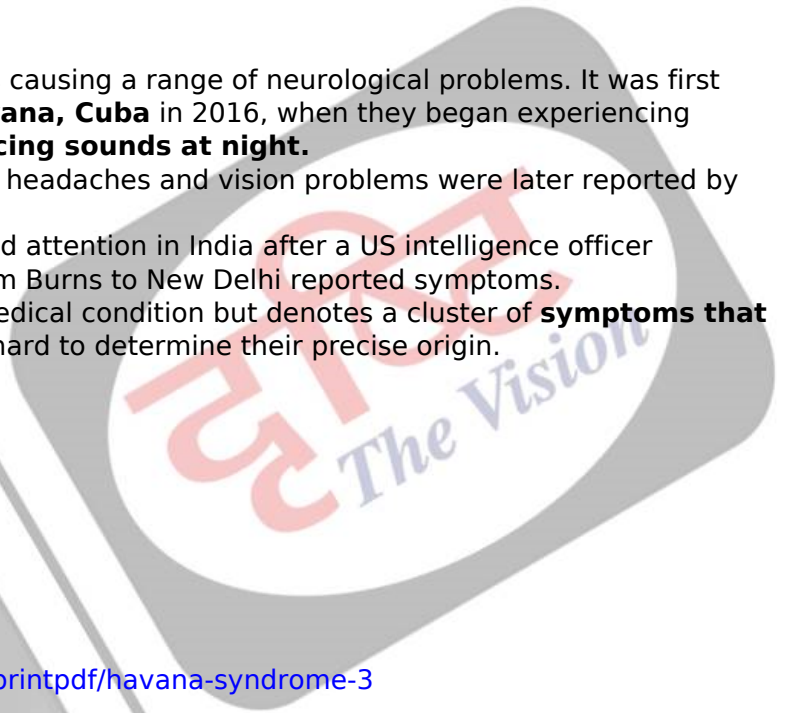 causing a range of neurological problems. It was first
ana, Cuba in 2016, when they began experiencing
cing sounds at night.
headaches and vision problems were later reported by
d attention in India after a US intelligence officer
m Burns to New Delhi reported symptoms.
edical condition but denotes a cluster of symptoms that
hard to determine their precise origin.
दृष्टि
The Vision
printpdf/havana-syndrome-3